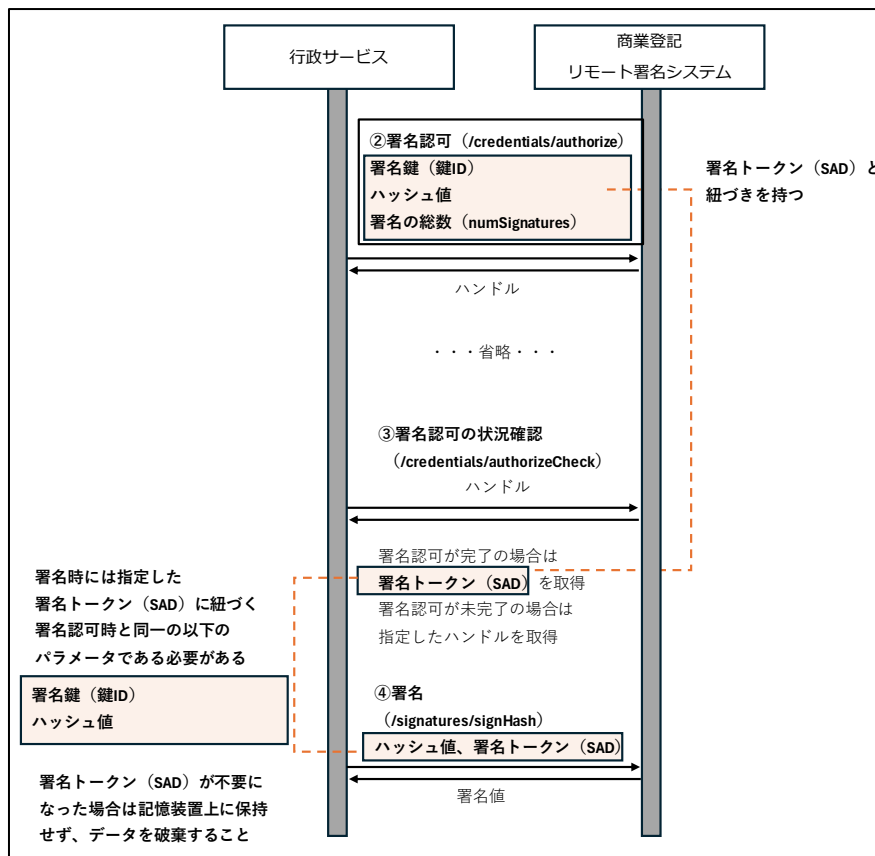 行政サービス
商業登記
リモート署名システム
②署名認可（/credentials/authorize）
署名鍵（鍵ID）
ハッシュ値
署名の総数（numSignatures）
署名トークン（SAD）と
紐づきを持つ
ハンドル
・・・省略・・・
③署名認可の状況確認
（/credentials/authorizeCheck）
ハンドル
署名認可が完了の場合は
署名トークン（SAD）を取得
署名認可が未完了の場合は
指定したハンドルを取得
署名時には指定した
署名トークン（SAD）に紐づく
署名認可時と同一の以下の
パラメータである必要がある
署名鍵（鍵ID）
ハッシュ値
④署名
（/signatures/signHash）
ハッシュ値、署名トークン（SAD）
署名値
署名トークン（SAD）が不要に
なった場合は記憶装置上に保持
せず、データを破棄すること